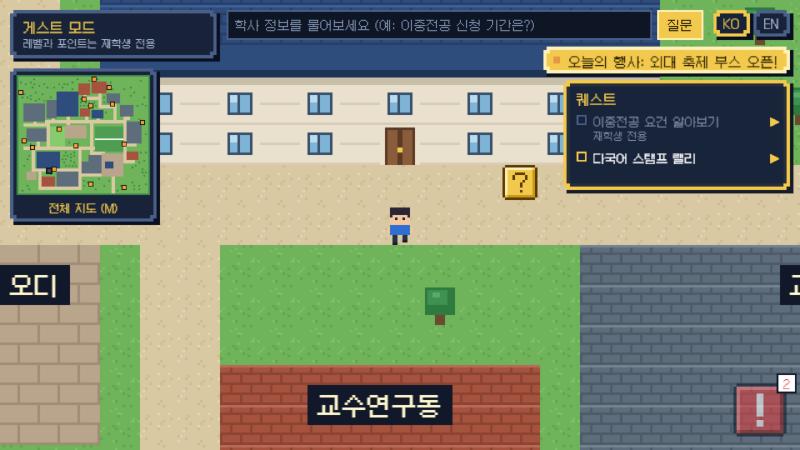 게스트 모드
레벨과 포인트는 재학생 전용
학사 정보를 물어보세요 (예: 이중전공 신청 기간은?)
질문
KO
EN
오늘의 행사: 외대 축제 부스 오픈!
퀘스트
이중전공 요건 알아보기
재학생 전용
다국어 스탬프 랠리
전체 지도 (M)
?
오디
교수연구동
!
2